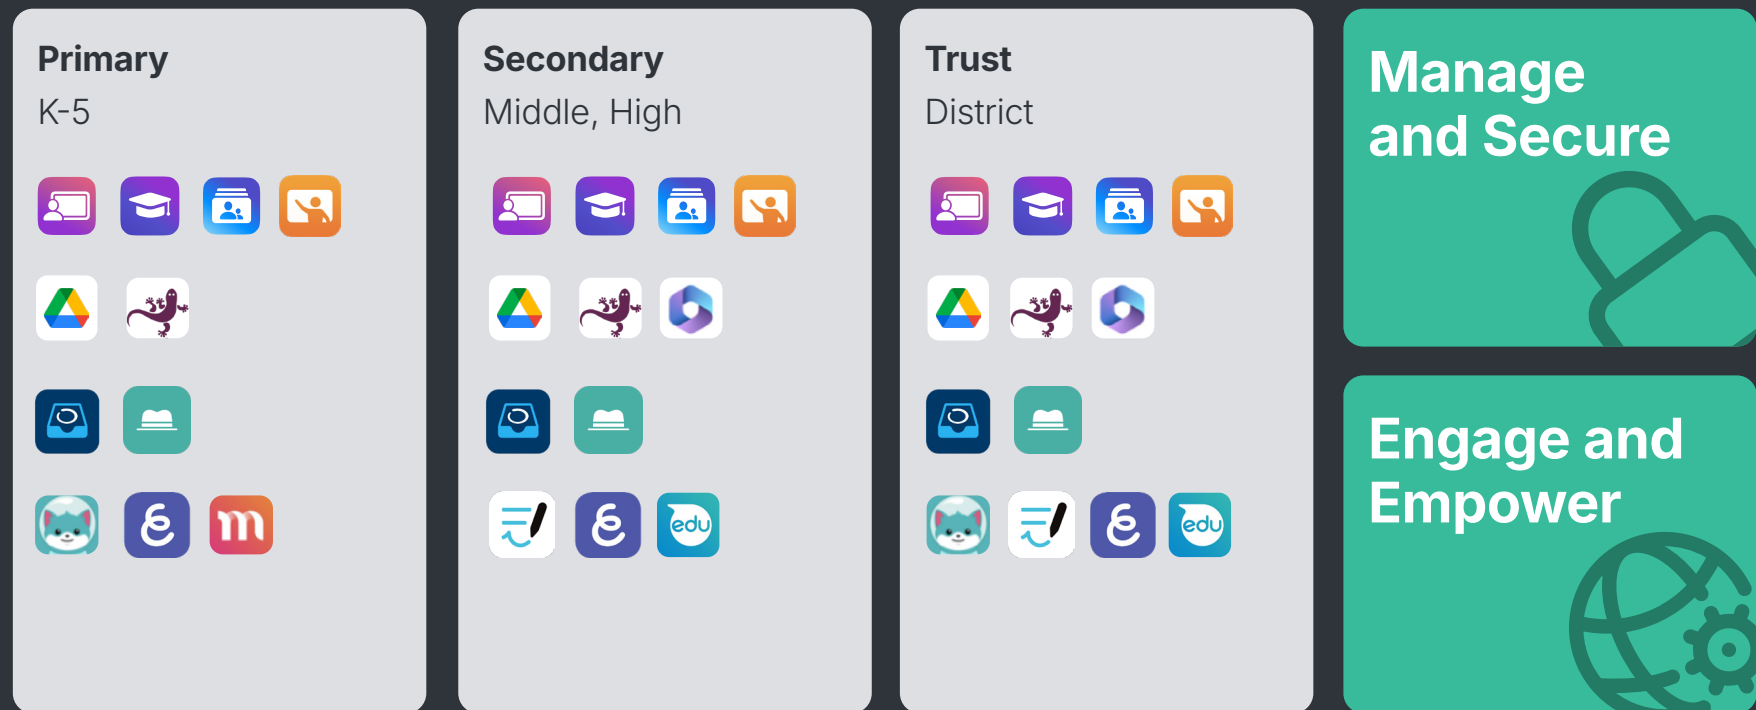 Primary
K-5
Secondary
Middle, High
Trust
District
Manage
and Secure
Engage and
Empower
m
edu
edu